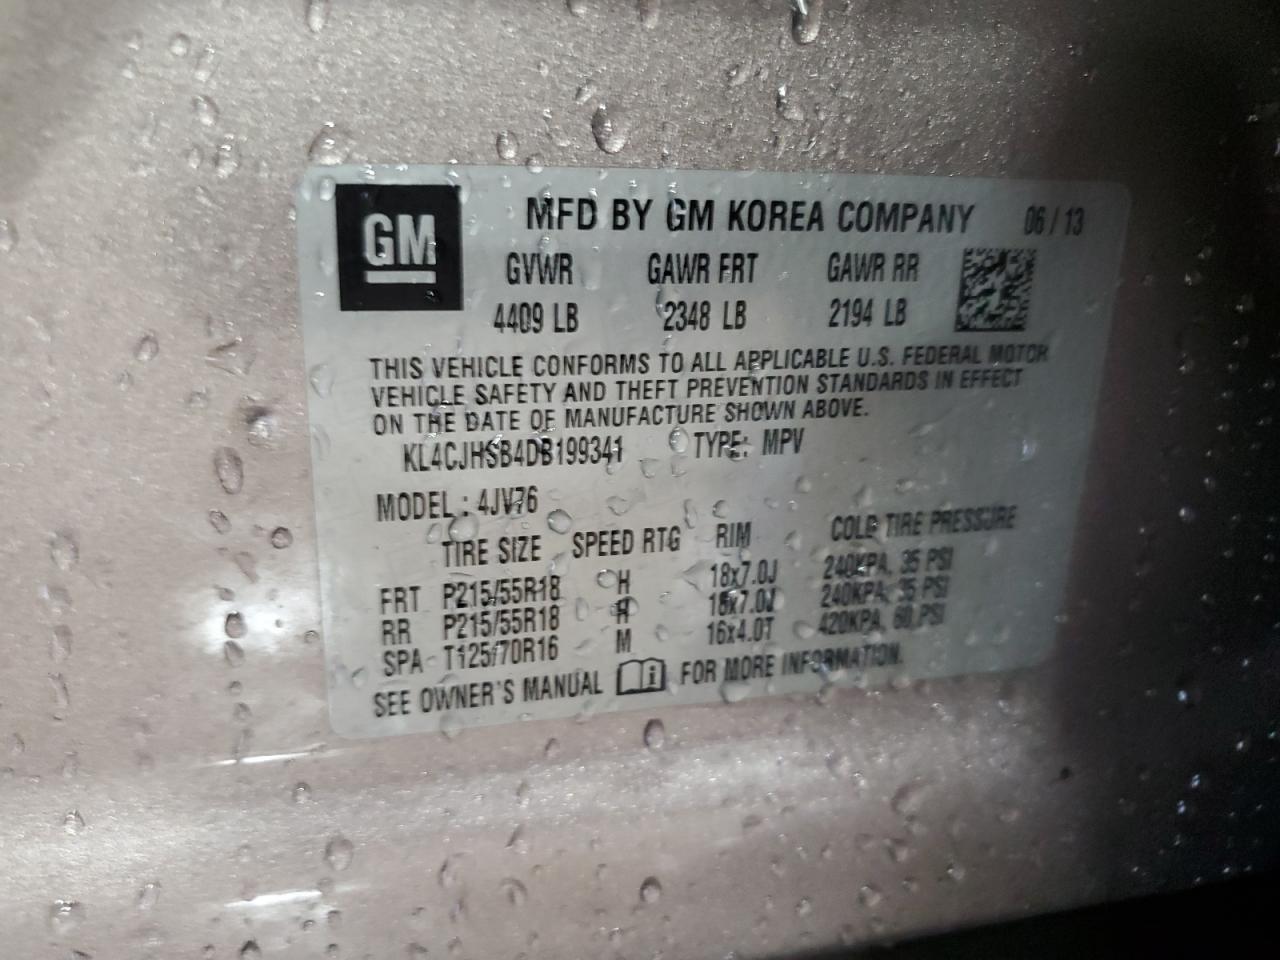 GM
MFD BY GM KOREA COMPANY 06/13
GVWR GAWR FRT GAWR RR
4409 LB 2348 LB 2194 LB
THIS VEHICLE CONFORMS TO ALL APPLICABLE U.S. FEDERAL MOTOR
VEHICLE SAFETY AND THEFT PREVENTION STANDARDS IN EFFECT
ON THE DATE OF MANUFACTURE SHOWN ABOVE.
KL4CJHSB4DB199341 TYPE: MPV
MODEL: 4JV76
TIRE SIZE SPEED RTG RIM COLD TIRE PRESSURE
FRT P215/55R18 H 18x7.0J 240KPA, 35 PSI
RR P215/55R18 H 18x7.0J 240KPA, 35 PSI
SPA T125/70R16 M 16x4.0T 420KPA, 60 PSI
SEE OWNER'S MANUAL i FOR MORE INFORMATION.